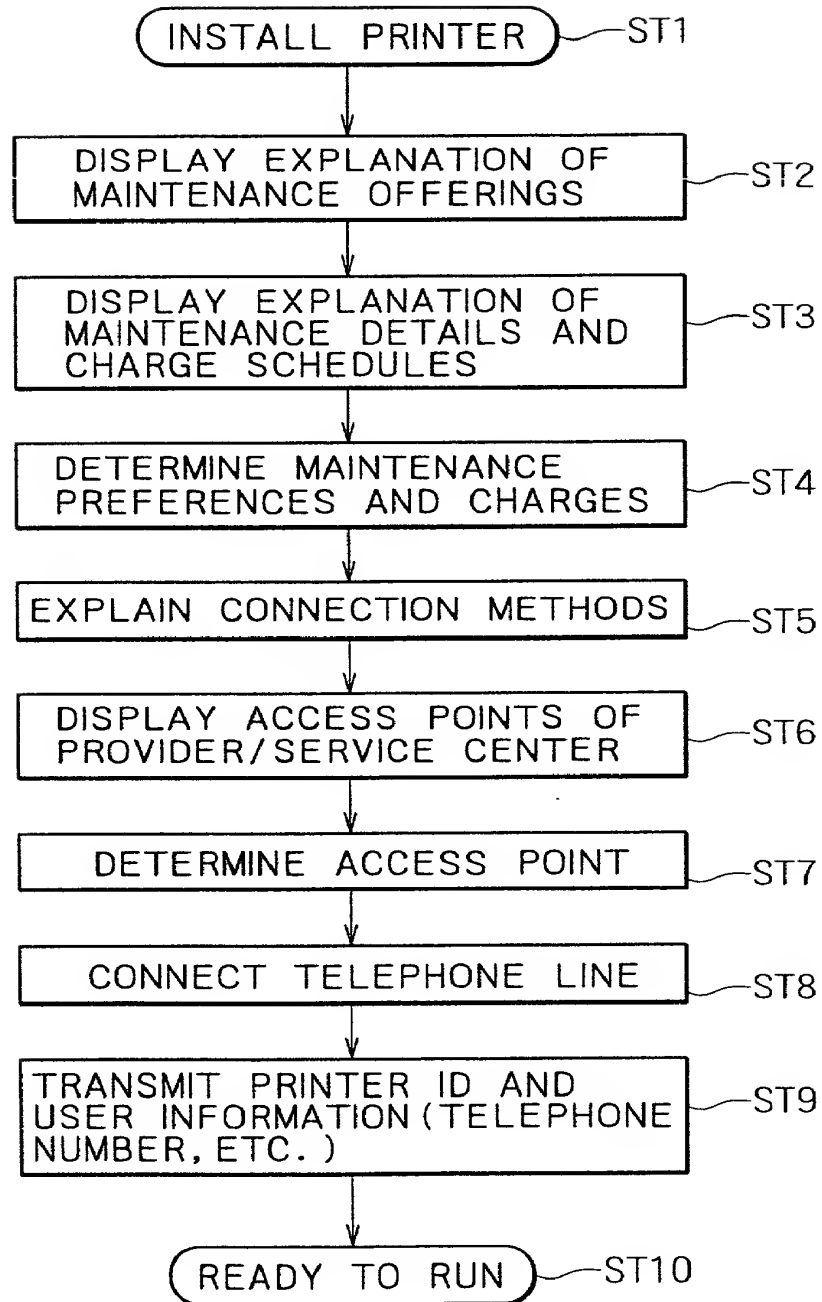 INSTALL PRINTER
ST1
DISPLAY EXPLANATION OF
MAINTENANCE OFFERINGS
ST2
DISPLAY EXPLANATION OF
MAINTENANCE DETAILS AND
CHARGE SCHEDULES
ST3
DETERMINE MAINTENANCE
PREFERENCES AND CHARGES
ST4
EXPLAIN CONNECTION METHODS
ST5
DISPLAY ACCESS POINTS OF
PROVIDER/SERVICE CENTER
ST6
DETERMINE ACCESS POINT
ST7
CONNECT TELEPHONE LINE
ST8
TRANSMIT PRINTER ID AND
USER INFORMATION (TELEPHONE
NUMBER, ETC.)
ST9
READY TO RUN
ST10